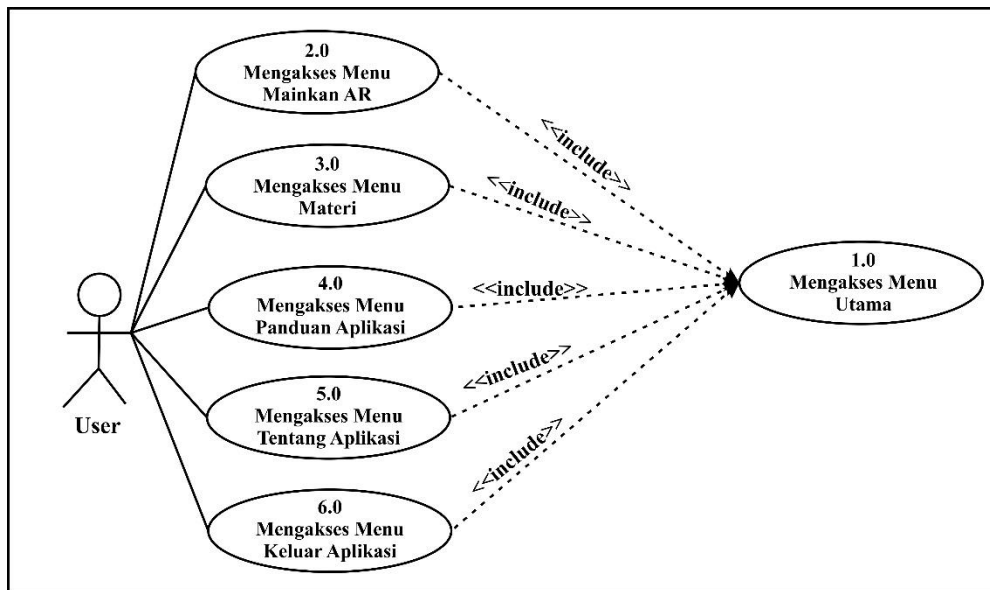 2.0
Mengakses Menu
Mainkan AR
<<include>>
3.0
Mengakses Menu
Materi
<<include>>
1.0
Mengakses Menu
Utama
4.0
Mengakses Menu
Panduan Aplikasi
<<include>>
5.0
Mengakses Menu
Tentang Aplikasi
<<include>>
User
6.0
Mengakses Menu
Keluar Aplikasi
<<include>>